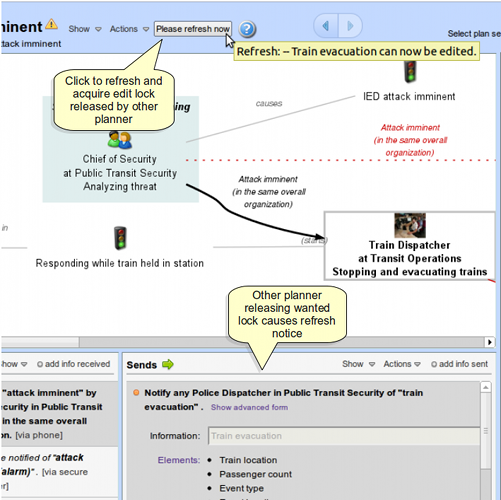 minent Show Actions Please refresh now ?
attack imminent
Select plan se
Refresh: -- Train evacuation can now be edited.
Click to refresh and
acquire edit lock
released by other
planner
causes
IED attack imminent
Chief of Security
at Public Transit Security
Analyzing threat
Attack imminent
(in the same overall
organization)
Attack imminent
(in the same overall
organization)
in
Responding while train held in station
(starts)
Train Dispatcher
at Transit Operations
Stopping and evacuating trains
Other planner
releasing wanted
lock causes refresh
notice
Show add info received
Sends Show Actions add info sent
"attack imminent" by
ecurity in Public Transit
in the same overall
on. [via phone]
e notified of "attack
alarm)" . [via secure
er]
Notify any Police Dispatcher in Public Transit Security of "train
evacuation" . Show advanced form
Information: Train evacuation
Elements: • Train location
• Passenger count
• Event type